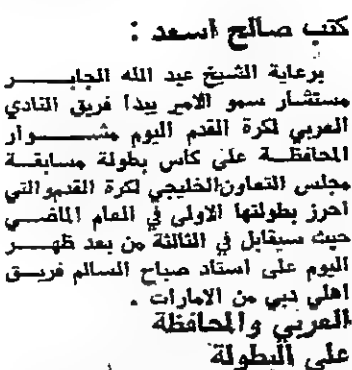 كتب صالح اسعد :
برعاية الشيخ عبد الله الجابر
مستشار سمو الامير يبدأ فريق النادي
العربي لكرة القدم اليوم مشوار
المحافظة على كاس بطولة مسابقة
مجلس التعاون الخليجي لكرة القدم والتي
احرز بطولتها الاولى في العام الماضي
حيث سيقابل في الثالثة من بعد ظهر
اليوم على استاد صباح السالم فريق
اهلي دبي من الامارات .
العربي والمحافظة
على البطولة